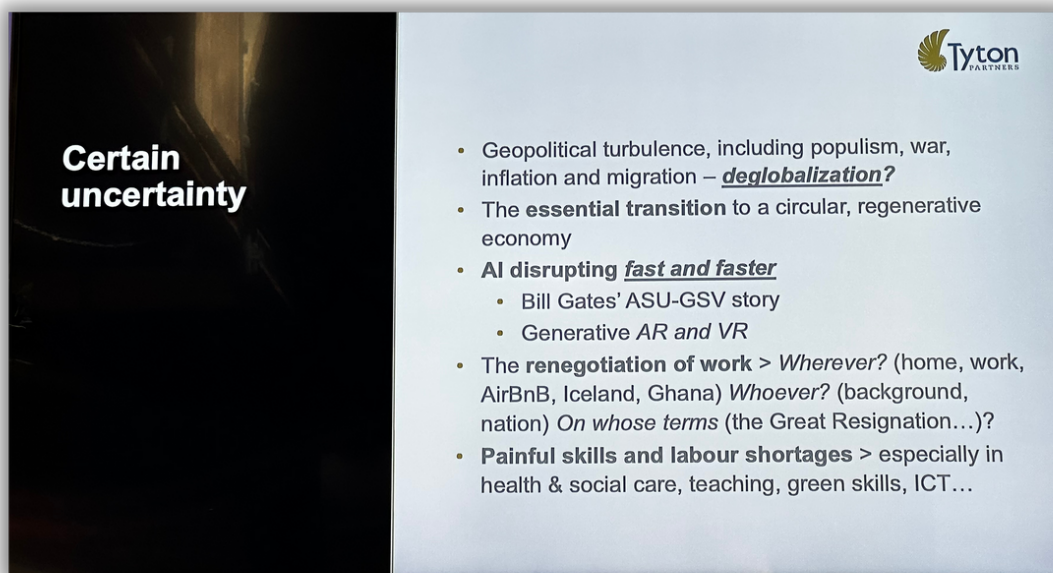 Tyton
PARTNERS
Certain
uncertainty
• Geopolitical turbulence, including populism, war,
inflation and migration – deglobalization?
• The essential transition to a circular, regenerative
economy
• AI disrupting fast and faster
• Bill Gates' ASU-GSV story
• Generative AR and VR
• The renegotiation of work > Wherever? (home, work,
AirBnB, Iceland, Ghana) Whoever? (background,
nation) On whose terms (the Great Resignation…)?
• Painful skills and labour shortages > especially in
health & social care, teaching, green skills, ICT…